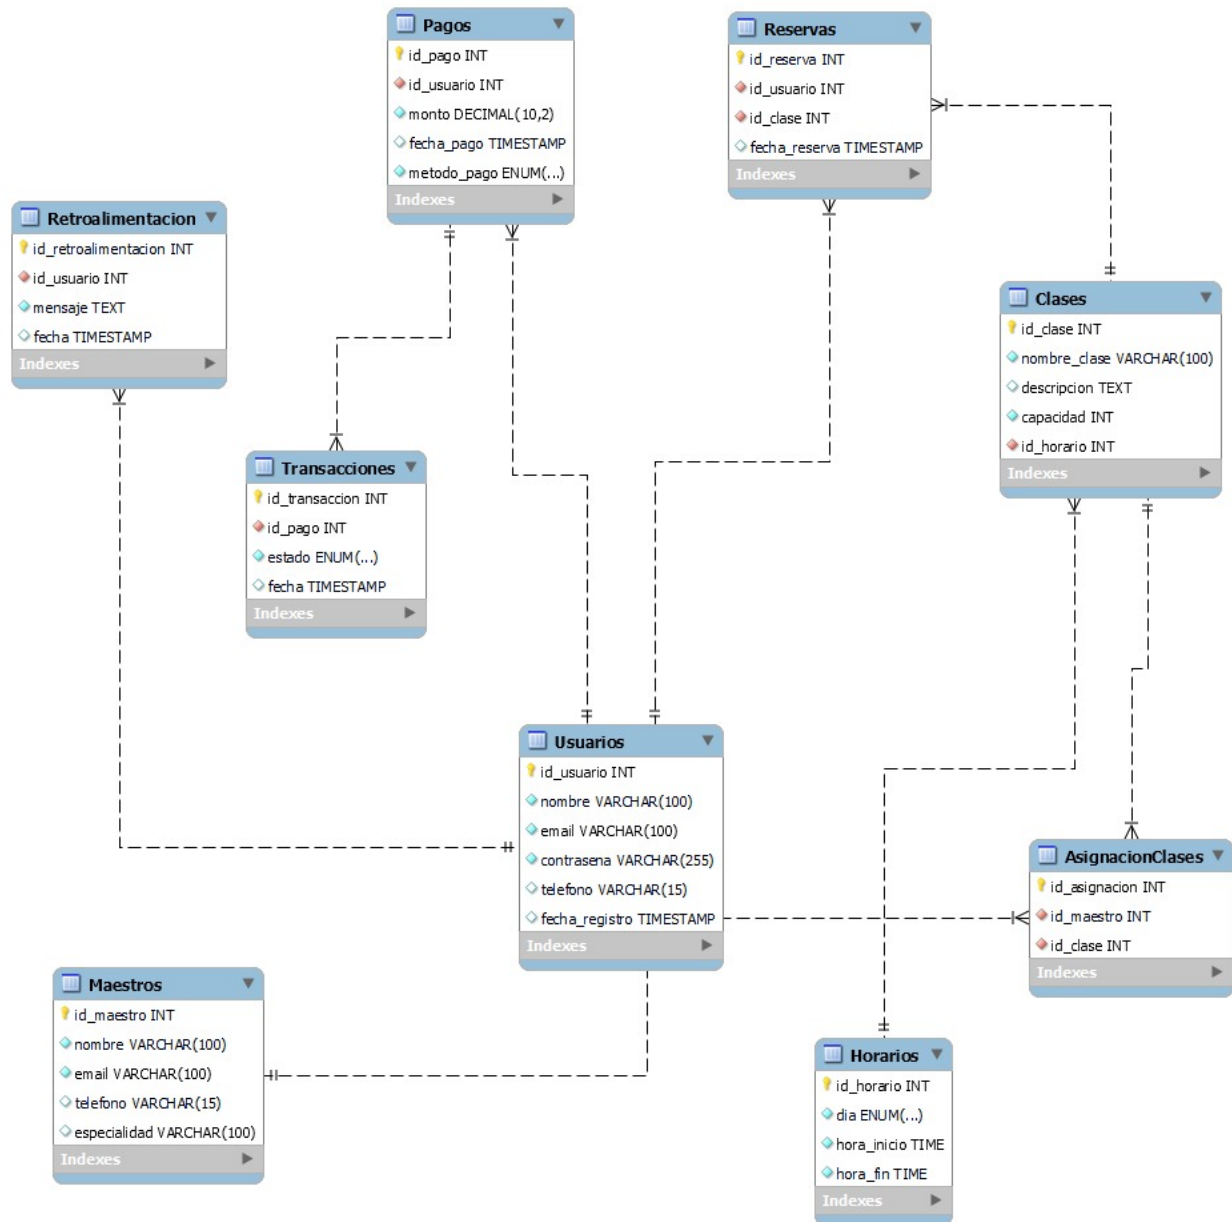 Pagos
id_pago INT
id_usuario INT
monto DECIMAL(10,2)
fecha_pago TIMESTAMP
metodo_pago ENUM(...)
Indexes
Reservas
id_reserva INT
id_usuario INT
id_clase INT
fecha_reserva TIMESTAMP
Indexes
Retroalimentacion
id_retroalimentacion INT
id_usuario INT
mensaje TEXT
fecha TIMESTAMP
Indexes
Clases
id_clase INT
nombre_clase VARCHAR(100)
descripcion TEXT
capacidad INT
id_horario INT
Indexes
Transacciones
id_transaccion INT
id_pago INT
estado ENUM(...)
fecha TIMESTAMP
Indexes
Usuarios
id_usuario INT
nombre VARCHAR(100)
email VARCHAR(100)
contrasena VARCHAR(255)
telefono VARCHAR(15)
fecha_registro TIMESTAMP
Indexes
AsignacionClases
id_asignacion INT
id_maestro INT
id_clase INT
Indexes
Maestros
id_maestro INT
nombre VARCHAR(100)
email VARCHAR(100)
telefono VARCHAR(15)
especialidad VARCHAR(100)
Indexes
Horarios
id_horario INT
dia ENUM(...)
hora_inicio TIME
hora_fin TIME
Indexes